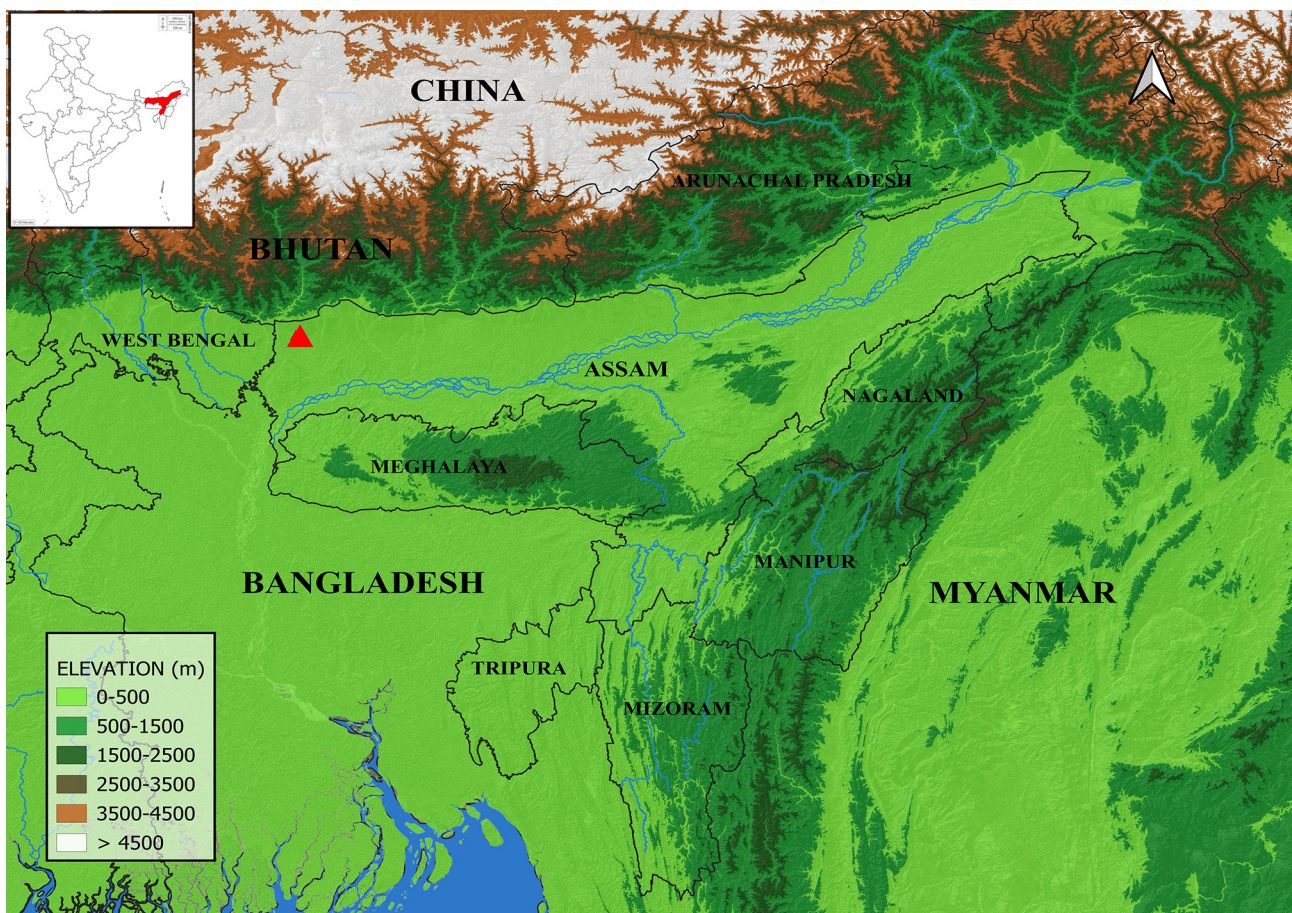 CHINA
ARUNACHAL PRADESH
BHUTAN
WEST BENGAL
ASSAM
NAGALAND
MEGHALAYA
MANIPUR
BANGLADESH
MYANMAR
TRIPURA
MIZORAM
ELEVATION (m)
0-500
500-1500
1500-2500
2500-3500
3500-4500
> 4500